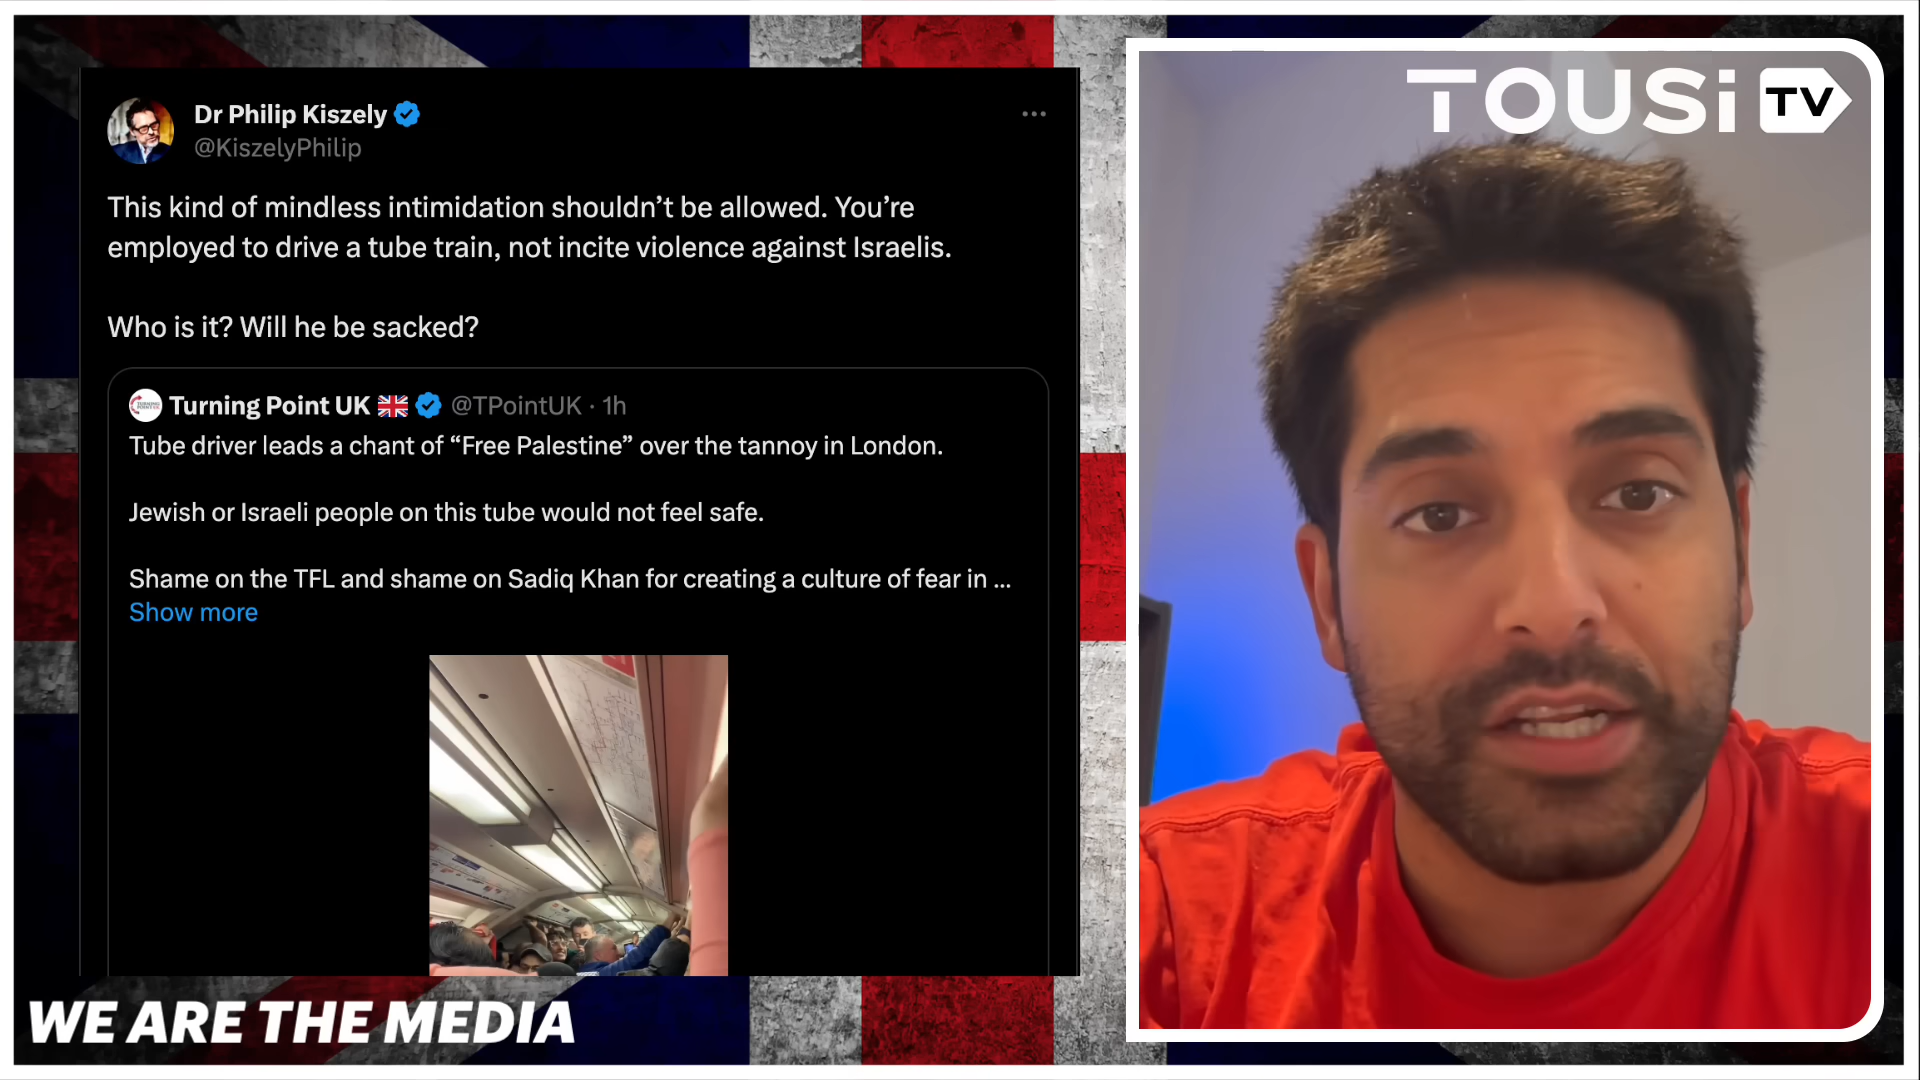 Dr Philip Kiszely
@KiszelyPhilip
This kind of mindless intimidation shouldn’t be allowed. You’re
employed to drive a tube train, not incite violence against Israelis.
Who is it? Will he be sacked?
Turning Point UK 🇬🇧 @TPointUK · 1h
Tube driver leads a chant of “Free Palestine” over the tannoy in London.
Jewish or Israeli people on this tube would not feel safe.
Shame on the TFL and shame on Sadiq Khan for creating a culture of fear in ...
Show more
TOUSi TV
WE ARE THE MEDIA